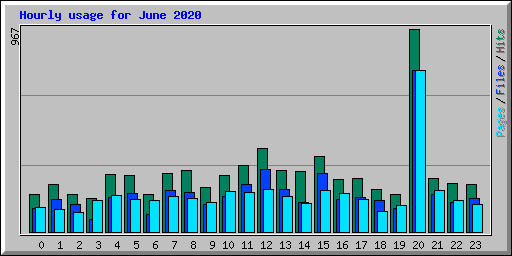 Hourly usage for June 2020
967
Pages / Files / Hits
0 1 2 3 4 5 6 7 8 9 10 11 12 13 14 15 16 17 18 19 20 21 22 23